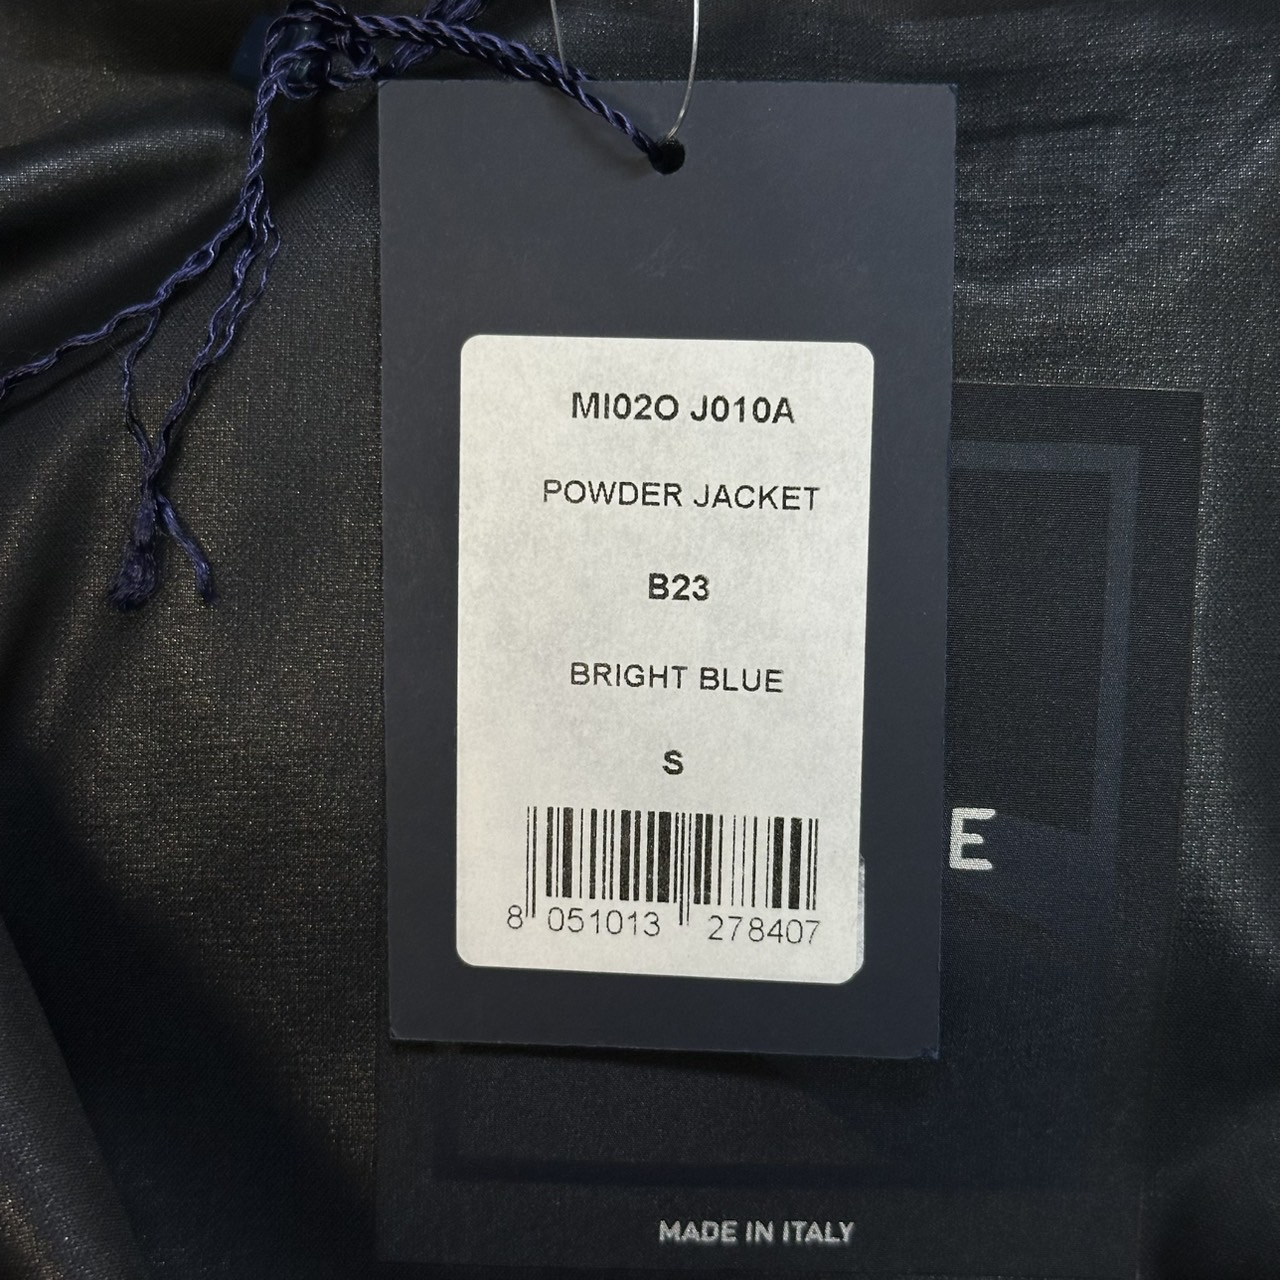 MI02O J010A
POWDER JACKET
B23
BRIGHT BLUE
S
8 051013 278407
E
MADE IN ITALY